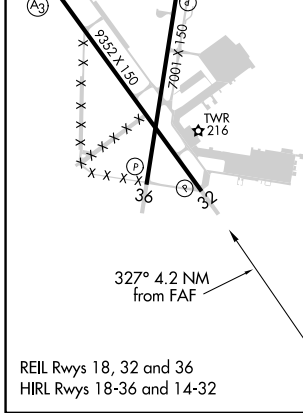 A3
P
9352 X 150
7001 X 150
TWR
216
P
P
36
32
327° 4.2 NM
from FAF
REIL Rwys 18, 32 and 36
HIRL Rwys 18-36 and 14-32